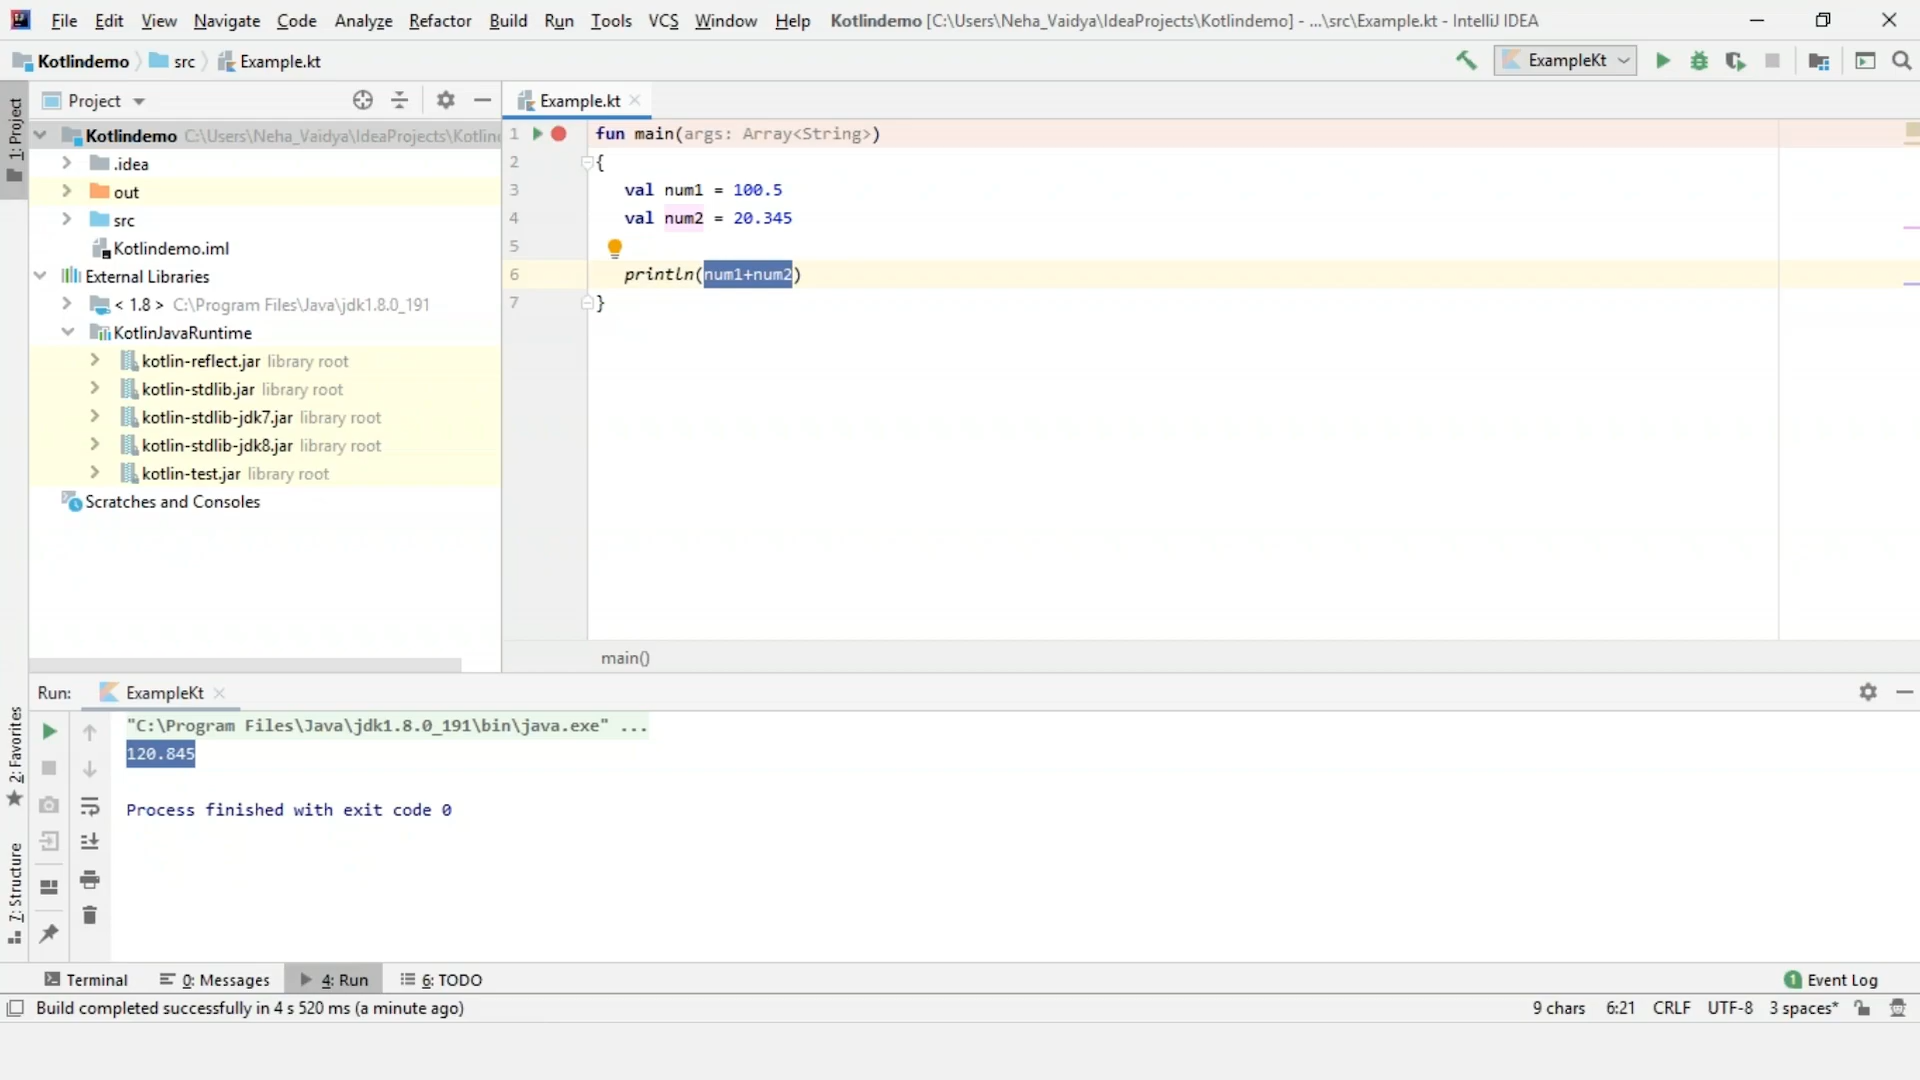 File Edit View Navigate Code Analyze Refactor Build Run Tools VCS Window Help Kotlindemo [C:\Users\Neha_Vaidya\IdeaProjects\Kotlindemo] - ...\src\Example.kt - IntelliJ IDEA
Kotlindemo src Example.kt ExampleKt
1: Project
Project
Kotlindemo C:\Users\Neha_Vaidya\IdeaProjects\Kotlin
.idea
out
src
Kotlindemo.iml
External Libraries
< 1.8 > C:\Program Files\Java\jdk1.8.0_191
KotlinJavaRuntime
kotlin-reflect.jar library root
kotlin-stdlib.jar library root
kotlin-stdlib-jdk7.jar library root
kotlin-stdlib-jdk8.jar library root
kotlin-test.jar library root
Scratches and Consoles
Example.kt
1 fun main(args: Array<String>)
2 {
3 val num1 = 100.5
4 val num2 = 20.345
5
6 println(num1+num2)
7 }
main()
Run: ExampleKt
"C:\Program Files\Java\jdk1.8.0_191\bin\java.exe" ...
120.845
Process finished with exit code 0
2: Favorites
7: Structure
Terminal 0: Messages 4: Run 6: TODO 1 Event Log
Build completed successfully in 4 s 520 ms (a minute ago) 9 chars 6:21 CRLF UTF-8 3 spaces*